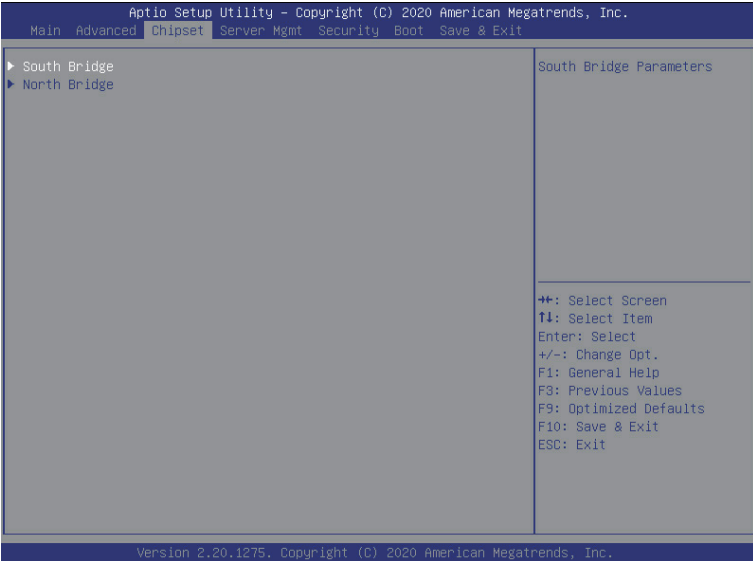 Aptio Setup Utility – Copyright (C) 2020 American Megatrends, Inc.
Main Advanced Chipset Server Mgmt Security Boot Save & Exit
► South Bridge
► North Bridge
South Bridge Parameters
→←: Select Screen
↑↓: Select Item
Enter: Select
+/-: Change Opt.
F1: General Help
F3: Previous Values
F9: Optimized Defaults
F10: Save & Exit
ESC: Exit
Version 2.20.1275. Copyright (C) 2020 American Megatrends, Inc.